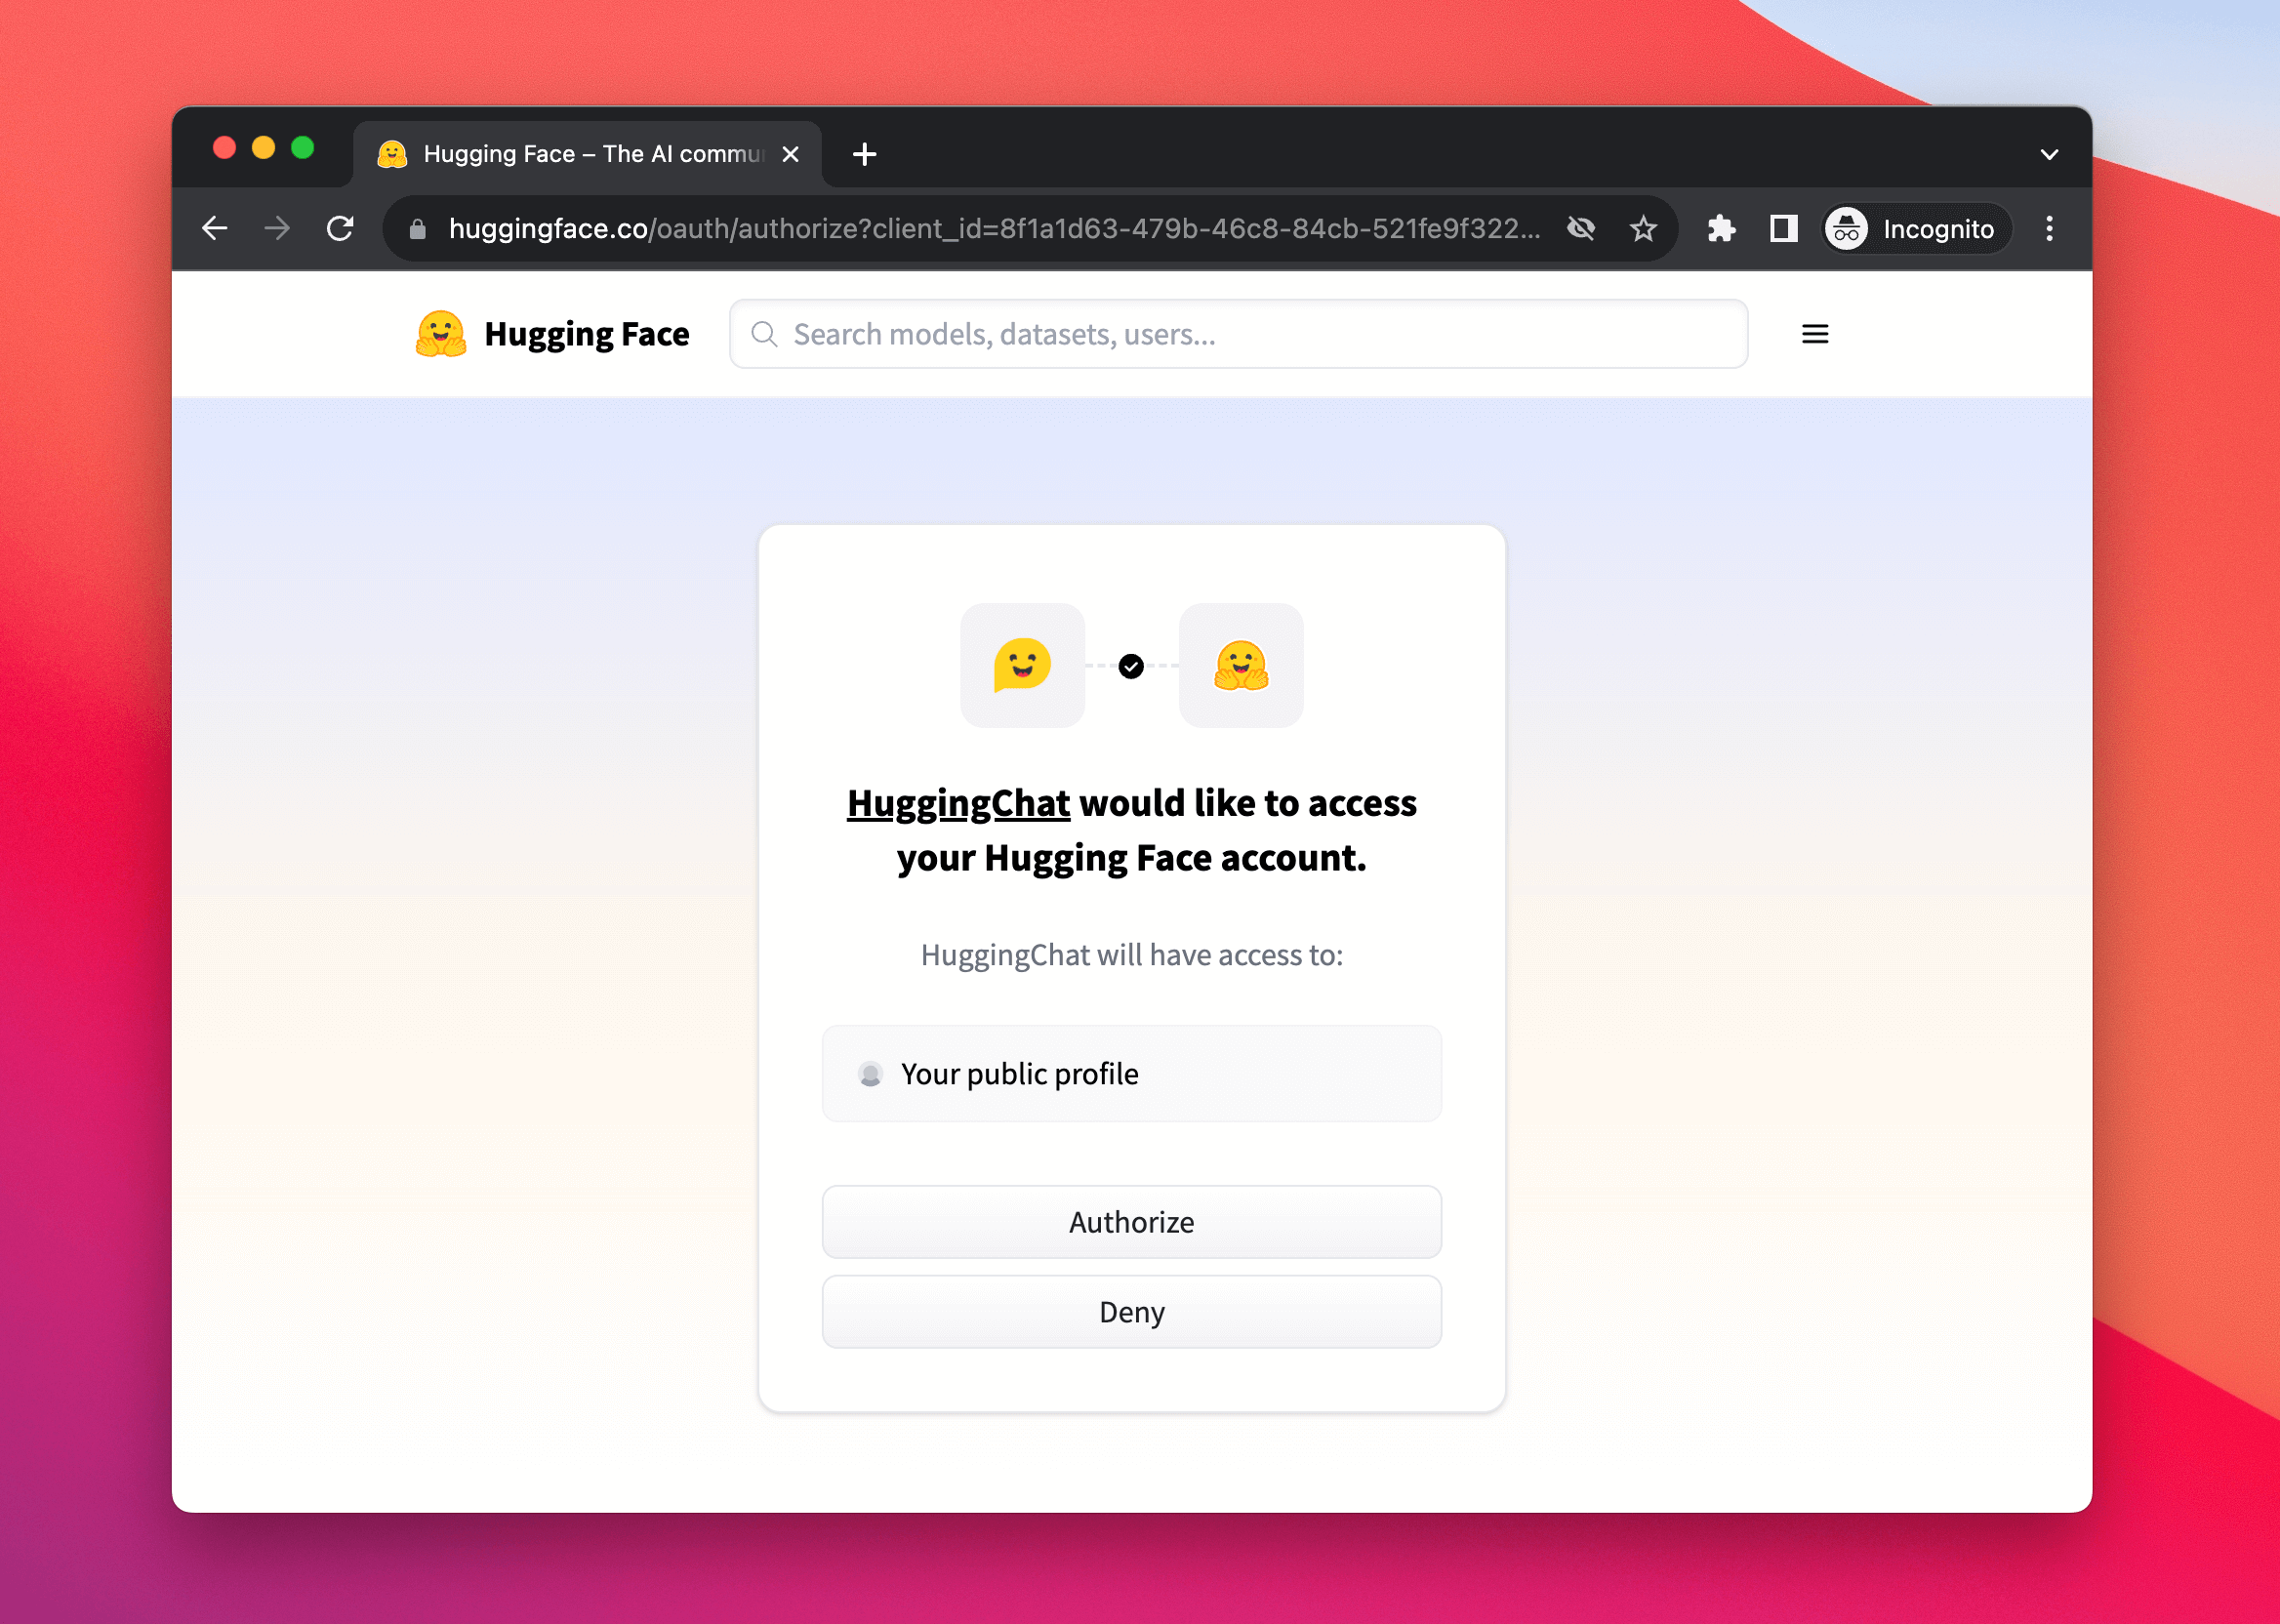 Hugging Face – The AI commu
huggingface.co/oauth/authorize?client_id=8f1a1d63-479b-46c8-84cb-521fe9f322...
Incognito
Hugging Face
Search models, datasets, users...
HuggingChat would like to access
your Hugging Face account.
HuggingChat will have access to:
Your public profile
Authorize
Deny